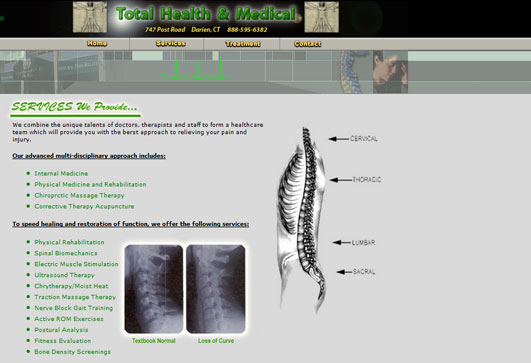 Total Health & Medical
747 Post Road Darien, CT 888-595-6382
Home Services Treatment Contact
SERVICES We Provide...
We combine the unique talents of doctors, therapists and staff to form a healthcare
team which will provide you with the berst approach to relieving your pain and
injury.
Our advanced multi-disciplinary approach includes:
Internal Medicine
Physical Medicine and Rehabilitation
Chiroprctic Massage Therapy
Corrective Therapy Acupuncture
To speed healing and restoration of function, we offer the following services:
Physical Rehabilitation
Spinal Biomechanics
Electric Muscle Stimulation
Ultrasound Therapy
Chrytherapy/Moist Heat
Traction Massage Therapy
Nerve Block Gait Training
Active ROM Exercises
Postural Analysis
Fitness Evaluation
Bone Density Screenings
Textbook Normal Loss of Curve
CERVICAL
THORACIC
LUMBAR
SACRAL